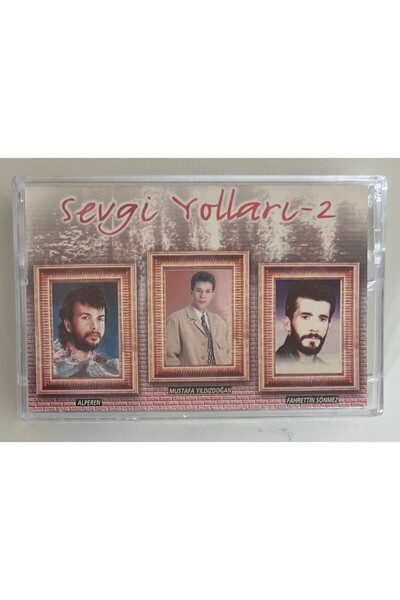 Sevgi Yolları-2
ALPEREN
MUSTAFA YILDIZDOĞAN
FAHRETTİN SÖNMEZ